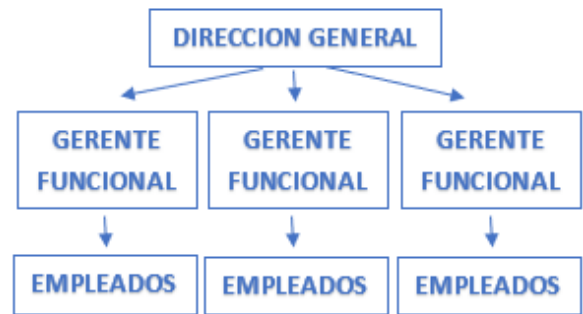 DIRECCION GENERAL
GERENTE
FUNCIONAL
GERENTE
FUNCIONAL
GERENTE
FUNCIONAL
EMPLEADOS
EMPLEADOS
EMPLEADOS